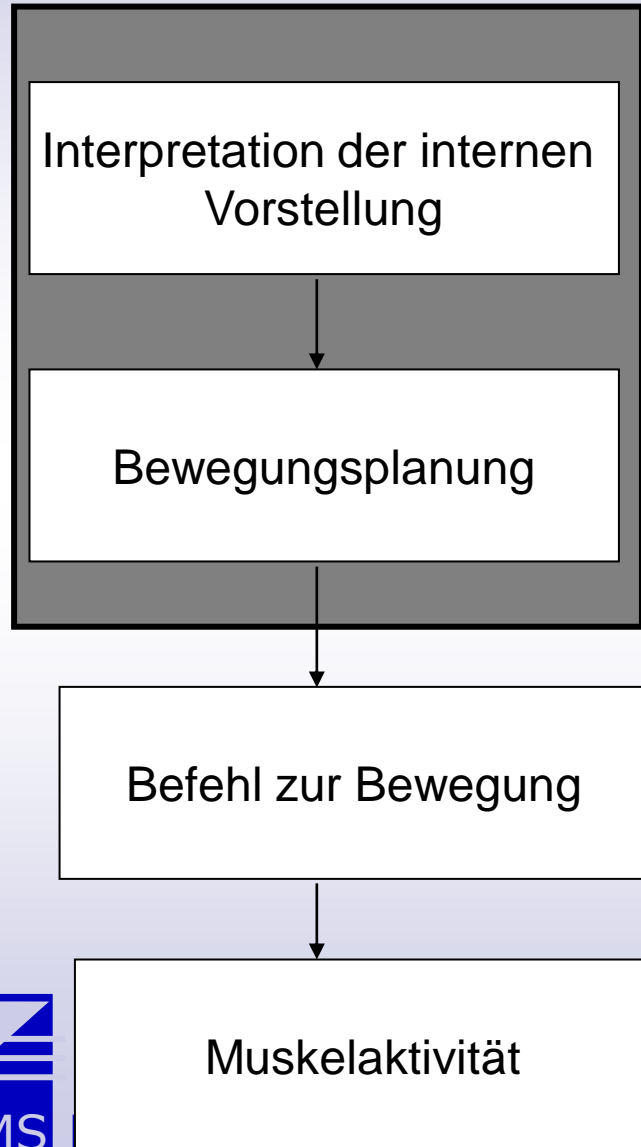 Interpretation der internen
Vorstellung
Bewegungsplanung
Befehl zur Bewegung
Muskelaktivität
MS